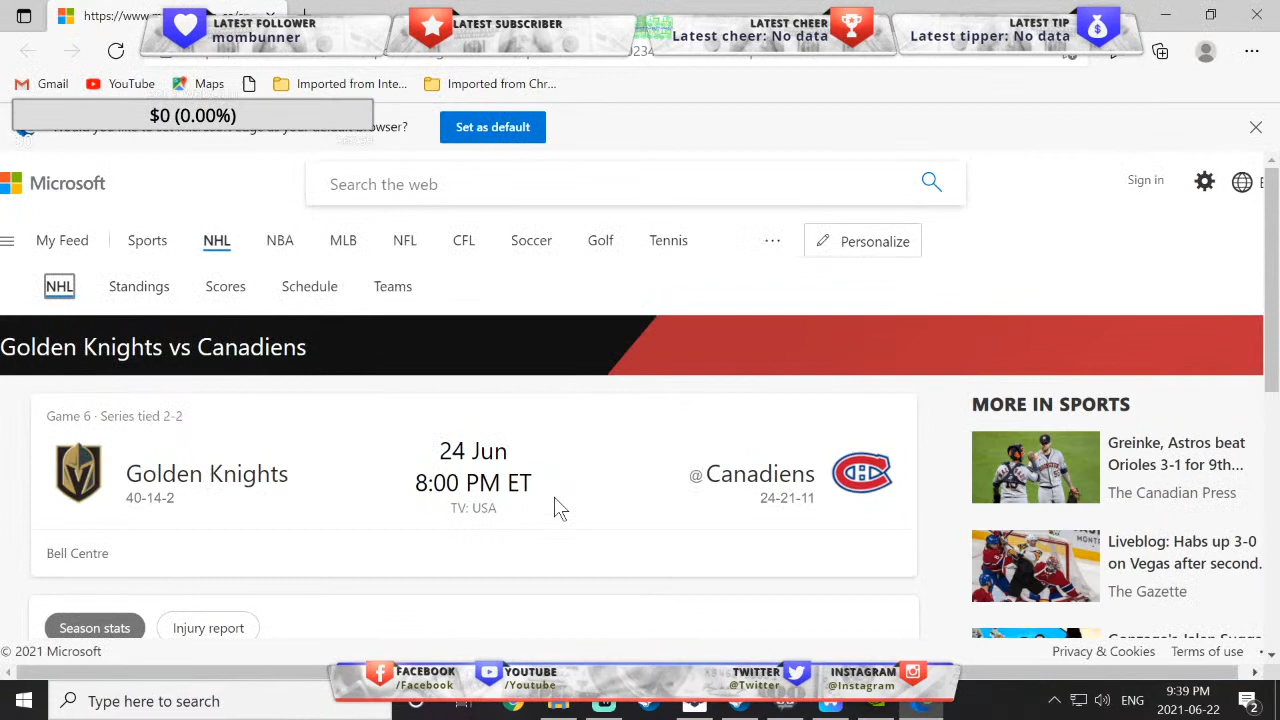 https://www.m
LATEST FOLLOWER
mombunner
LATEST SUBSCRIBER
LATEST CHEER
Latest cheer: No data
LATEST TIP
Latest tipper: No data
Gmail
YouTube
Maps
Imported from Inte...
Imported from Chr...
$0 (0.00%)
Set as default
Microsoft
Search the web
Sign in
My Feed
Sports
NHL
NBA
MLB
NFL
CFL
Soccer
Golf
Tennis
Personalize
NHL
Standings
Scores
Schedule
Teams
Golden Knights vs Canadiens
Game 6 · Series tied 2-2
Golden Knights
40-14-2
24 Jun
8:00 PM ET
TV: USA
@ Canadiens
24-21-11
Bell Centre
Season stats
Injury report
MORE IN SPORTS
Greinke, Astros beat
Orioles 3-1 for 9th...
The Canadian Press
Liveblog: Habs up 3-0
on Vegas after second.
The Gazette
© 2021 Microsoft
Privacy & Cookies
Terms of use
FACEBOOK
/Facebook
YOUTUBE
/Youtube
TWITTER
@Twitter
INSTAGRAM
@Instagram
Type here to search
ENG
9:39 PM
2021-06-22
2